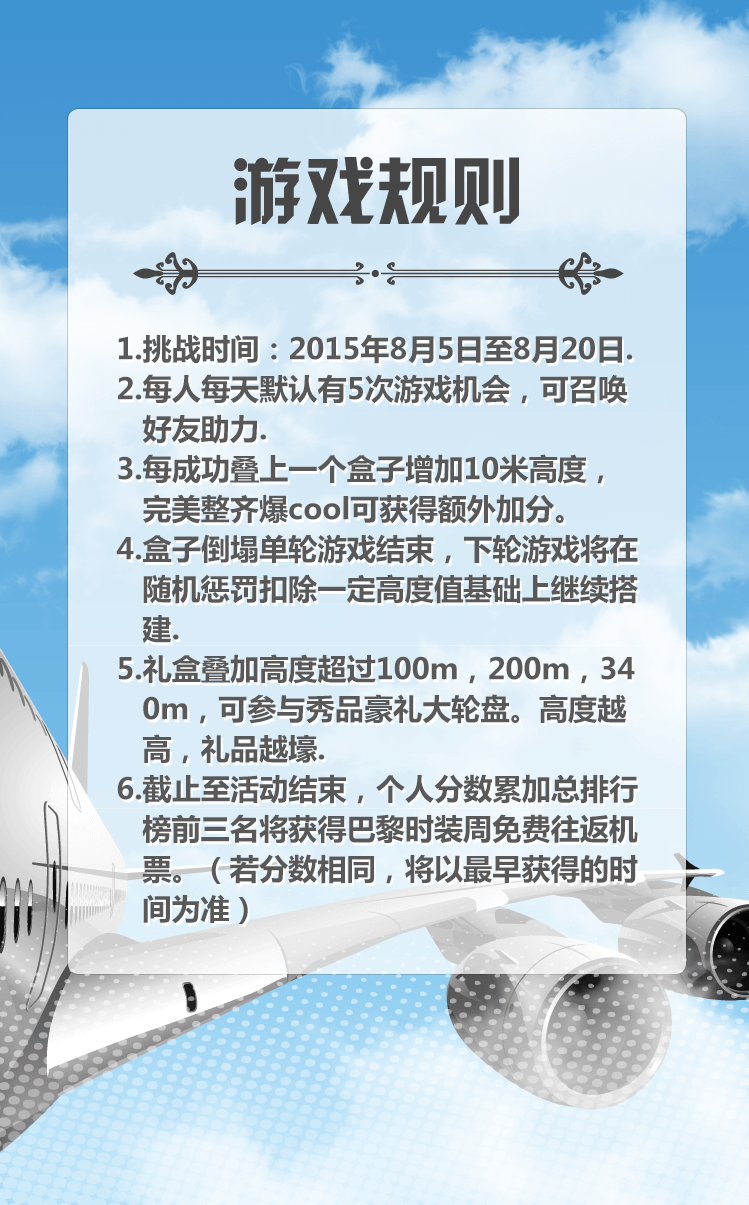 游戏规则
1.挑战时间：2015年8月5日至8月20日.
2.每人每天默认有5次游戏机会，可召唤
好友助力.
3.每成功叠上一个盒子增加10米高度，
完美整齐爆cool可获得额外加分。
4.盒子倒塌单轮游戏结束，下轮游戏将在
随机惩罚扣除一定高度值基础上继续搭
建.
5.礼盒叠加高度超过100m，200m，34
0m，可参与秀品豪礼大轮盘。高度越
高，礼品越壕.
6.截止至活动结束，个人分数累加总排行
榜前三名将获得巴黎时装周免费往返机
票。（若分数相同，将以最早获得的时
间为准）